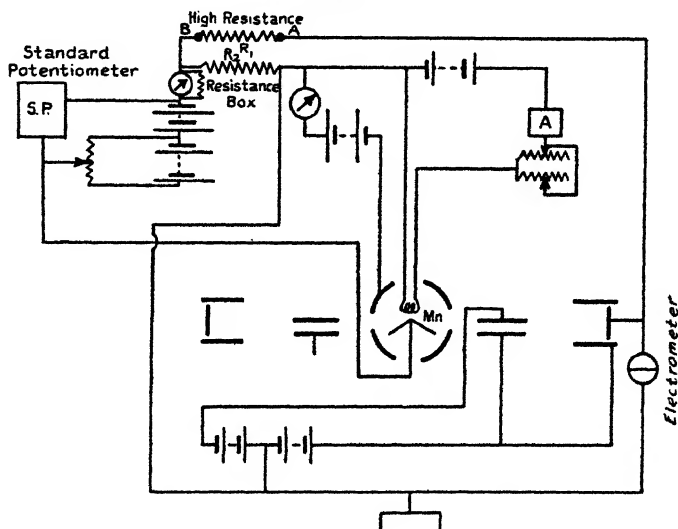 High Resistance
B A
R₂ R₁
Resistance
Box
Standard
Potentiometer
S.P.
A
Mn
Electrometer